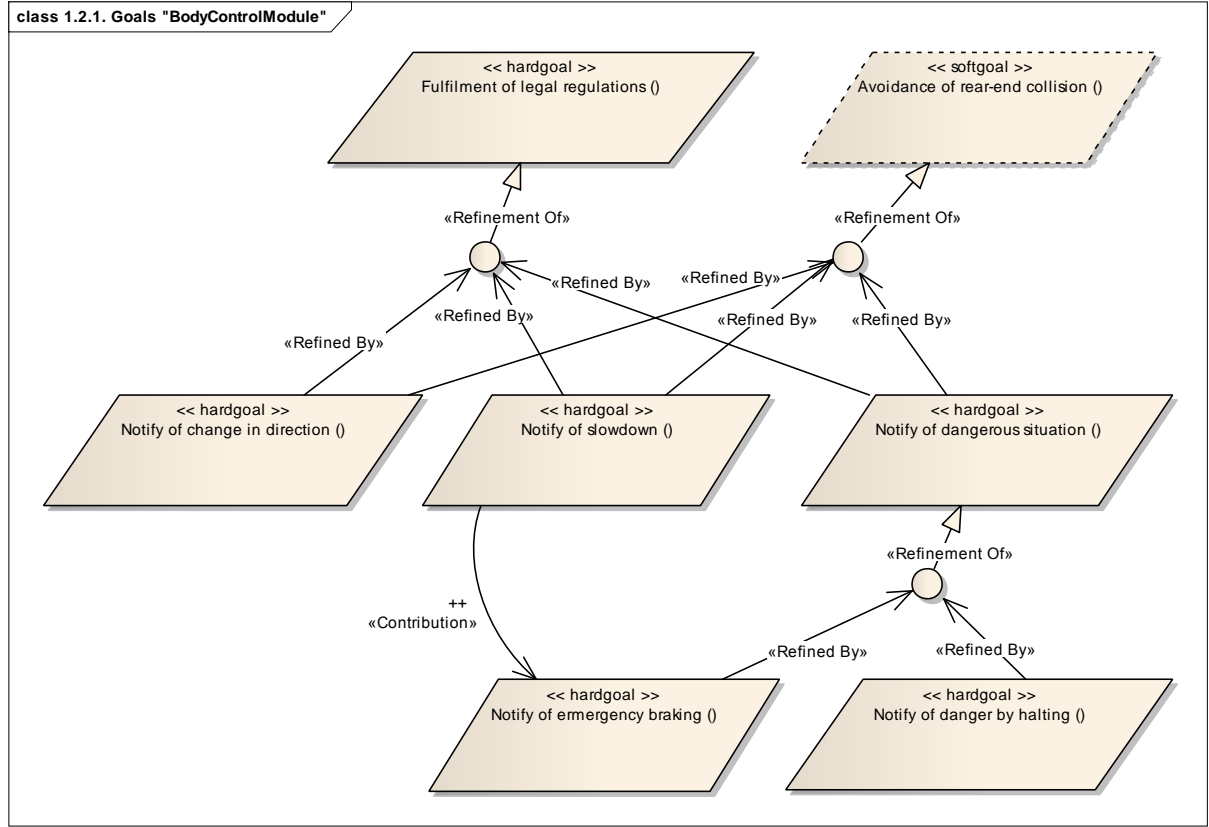 class 1.2.1. Goals "BodyControlModule"
<< hardgoal >>
Fulfilment of legal regulations ()
<< softgoal >>
Avoidance of rear-end collision ()
«Refinement Of»
«Refinement Of»
«Refined By»
«Refined By»
«Refined By»
«Refined By»
«Refined By»
«Refined By»
<< hardgoal >>
Notify of change in direction ()
<< hardgoal >>
Notify of slowdown ()
<< hardgoal >>
Notify of dangerous situation ()
«Refinement Of»
++
«Contribution»
«Refined By»
«Refined By»
<< hardgoal >>
Notify of ermergency braking ()
<< hardgoal >>
Notify of danger by halting ()